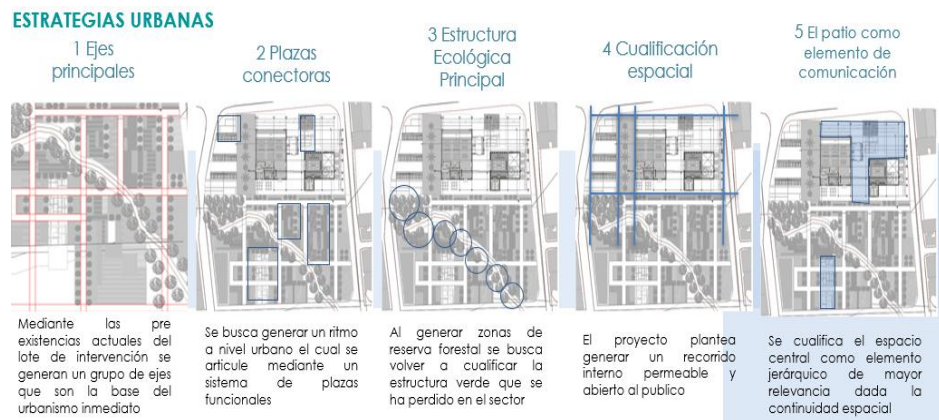 ESTRATEGIAS URBANAS
1 Ejes
principales
2 Plazas
conectoras
3 Estructura
Ecológica
Principal
4 Cualificación
espacial
5 El patio como
elemento de
comunicación
Mediante las pre
existencias actuales del
lote de intervención se
generan un grupo de ejes
que son la base del
urbanismo inmediato
Se busca generar un ritmo
a nivel urbano el cual se
articule mediante un
sistema de plazas
funcionales
Al generar zonas de
reserva forestal se busca
volver a cualificar la
estructura verde que se
ha perdido en el sector
El proyecto plantea
generar un recorrido
interno permeable y
abierto al publico
Se cualifica el espacio
central como elemento
jerárquico de mayor
relevancia dada la
continuidad espacial